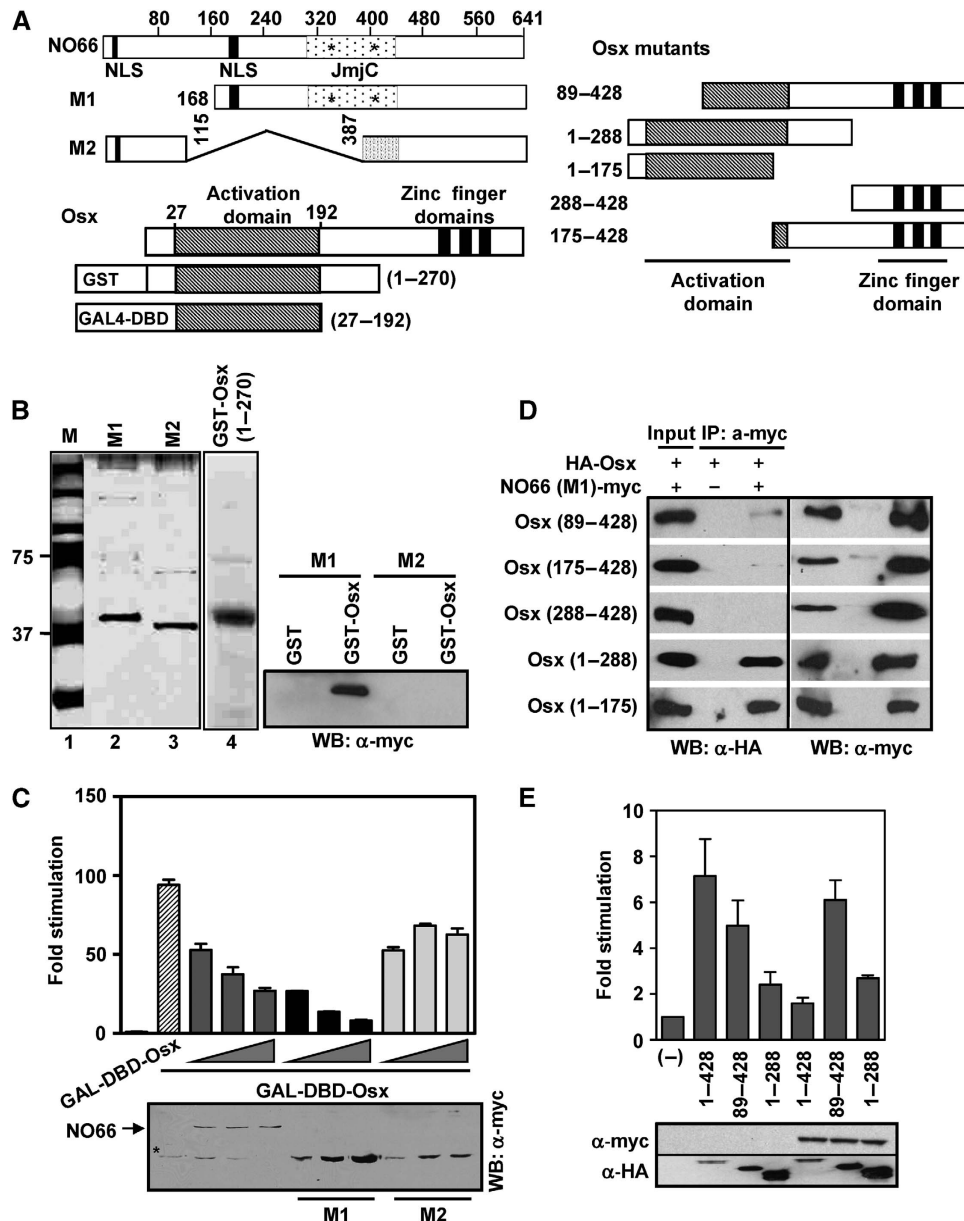 A
80 160 240 320 400 480 560 641
NO66
* *
NLS NLS JmjC
M1 168
* *
M2
115
387
Osx
27
Activation domain
192
Zinc finger domains
GST
(1–270)
GAL4-DBD
(27–192)
Osx mutants
89–428
1–288
1–175
288–428
175–428
Activation domain
Zinc finger domain
B
M
M1
M2
GST-Osx (1–270)
75
37
1 2 3 4
M1 M2
GST
GST-Osx
GST
GST-Osx
WB: α-myc
D
Input IP: a-myc
HA-Osx + + +
NO66 (M1)-myc + – +
Osx (89–428)
Osx (175–428)
Osx (288–428)
Osx (1–288)
Osx (1–175)
WB: α-HA WB: α-myc
C
Fold stimulation
150
100
50
0
GAL-DBD-Osx
GAL-DBD-Osx
NO66
*
WB: α-myc
M1 M2
E
Fold stimulation
10
8
6
4
2
0
(–)
1–428
89–428
1–288
1–428
89–428
1–288
α-myc
α-HA